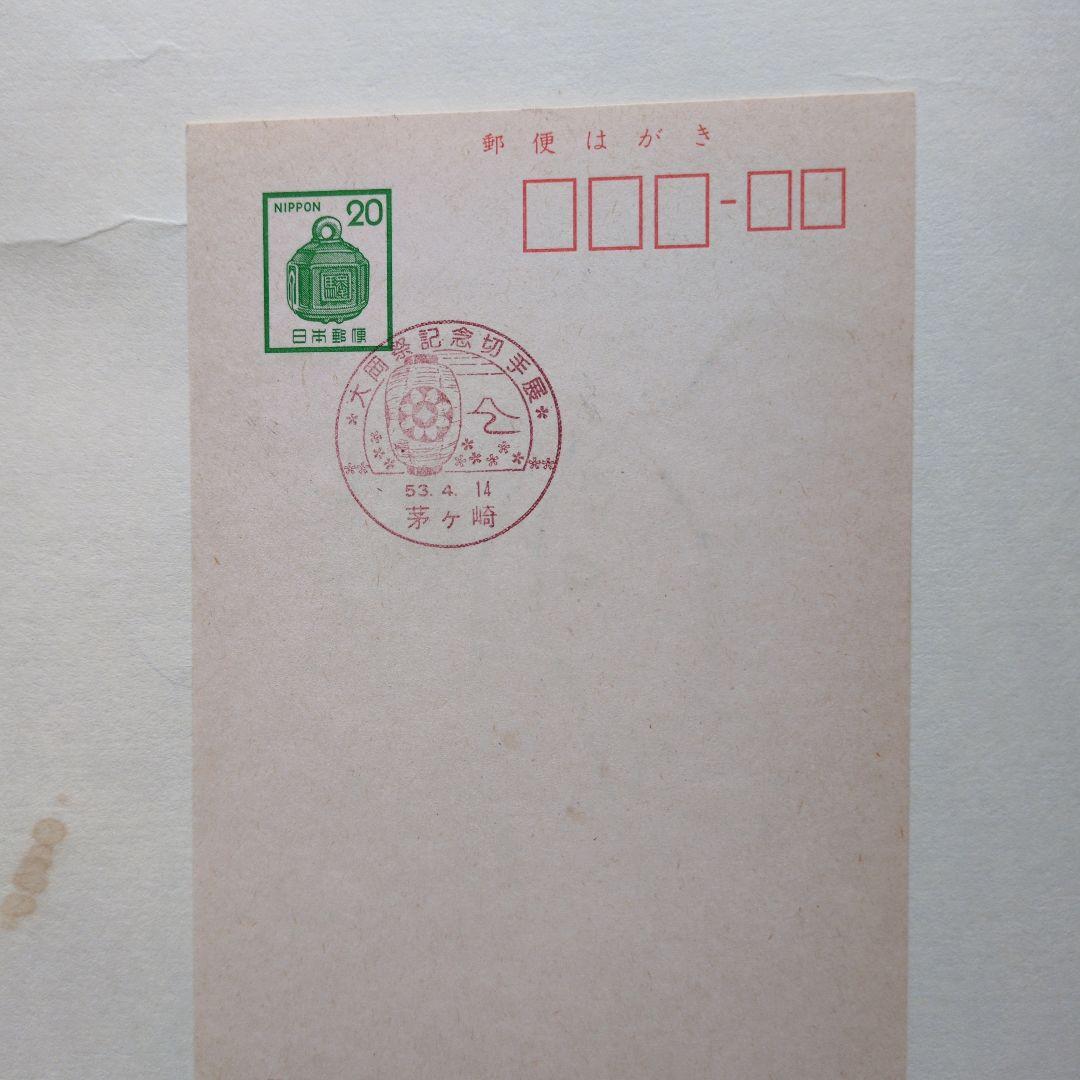 郵便はがき
NIPPON 20
日本郵便
*大岡祭記念切手展*
53.4.14
茅ヶ崎